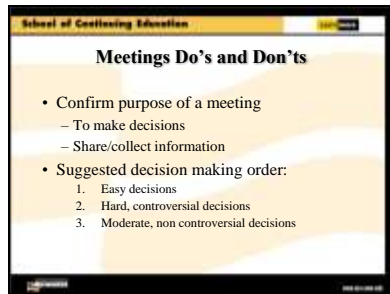 School of Continuing Education
Meetings Do's and Don'ts
• Confirm purpose of a meeting
– To make decisions
– Share/collect information
• Suggested decision making order:
1. Easy decisions
2. Hard, controversial decisions
3. Moderate, non controversial decisions